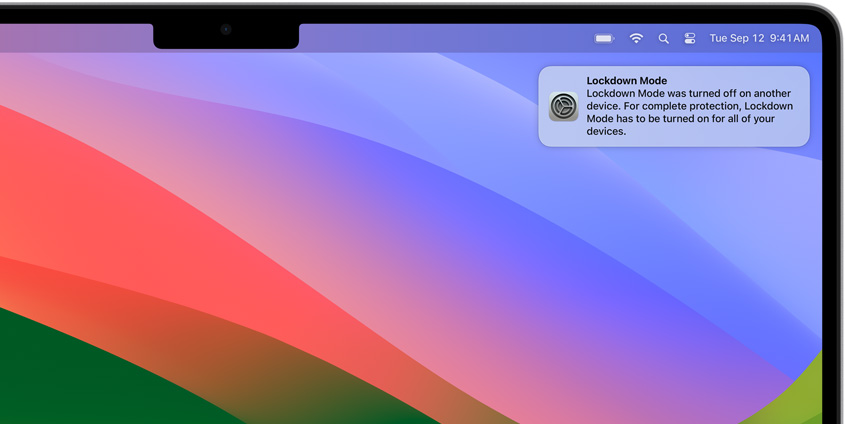 Tue Sep 12 9:41 AM
Lockdown Mode
Lockdown Mode was turned off on another
device. For complete protection, Lockdown
Mode has to be turned on for all of your
devices.